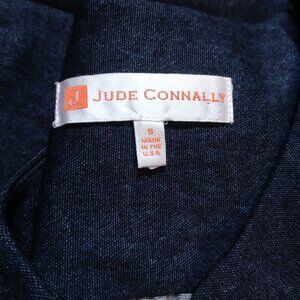 J JUDE CONNALLY
S
MADE
IN THE
U.S.A.